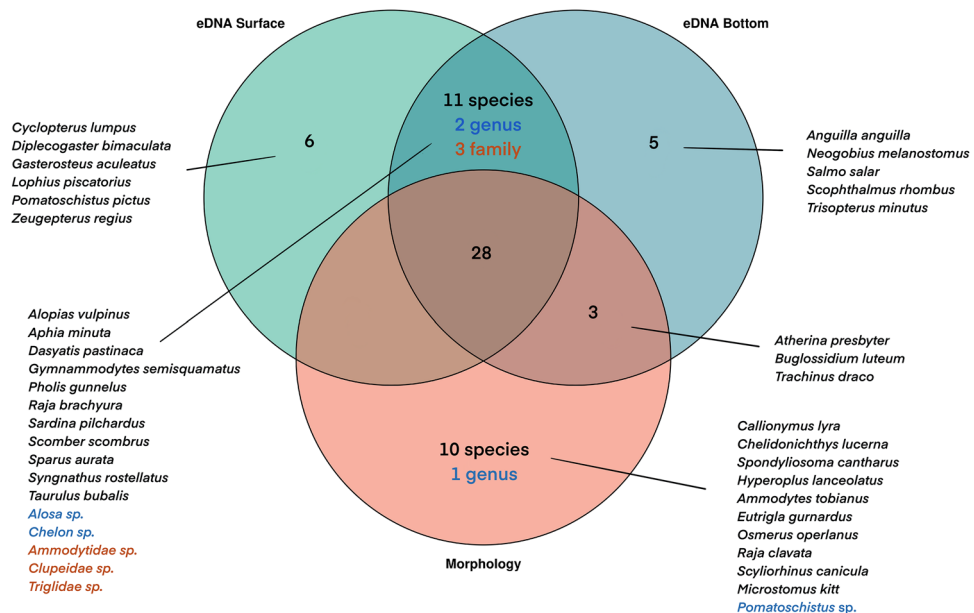 eDNA Surface
eDNA Bottom
11 species
2 genus
3 family
6
5
Cyclopterus lumpus
Diplecogaster bimaculata
Gasterosteus aculeatus
Lophius piscatorius
Pomatoschistus pictus
Zeugepterus regius
Anguilla anguilla
Neogobius melanostomus
Salmo salar
Scophthalmus rhombus
Trisopterus minutus
28
3
Alopias vulpinus
Aphia minuta
Dasyatis pastinaca
Gymnammodytes semisquamatus
Pholis gunnelus
Raja brachyura
Sardina pilchardus
Scomber scombrus
Sparus aurata
Syngnathus rostellatus
Taurulus bubalis
Alosa sp.
Chelon sp.
Ammodytidae sp.
Clupeidae sp.
Triglidae sp.
Atherina presbyter
Buglossidium luteum
Trachinus draco
10 species
1 genus
Callionymus lyra
Chelidonichthy lucerna
Spondyliosoma cantharus
Hyperoplus lanceolatus
Ammodytes tobianus
Eutrigla gurnardus
Osmerus operlanus
Raja clavata
Scyliorhinus canicula
Microstomus kitt
Pomatoschistus sp.
Morphology